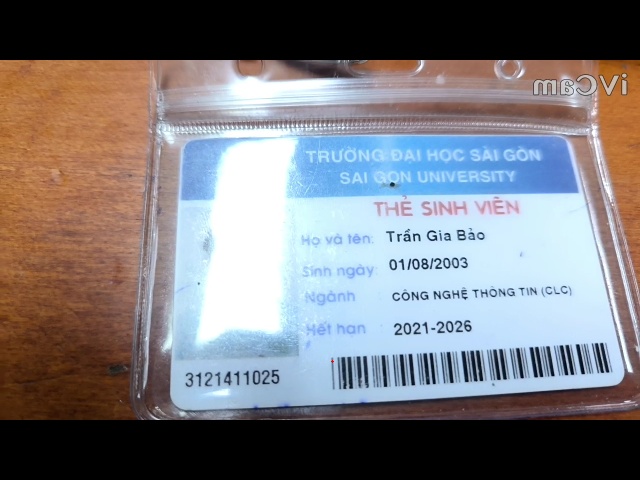 iVCam
TRƯỜNG ĐẠI HỌC SÀI GÒN
SAI GON UNIVERSITY
THẺ SINH VIÊN
Họ và tên: Trần Gia Bảo
Sinh ngày: 01/08/2003
Ngành : CÔNG NGHỆ THÔNG TIN (CLC)
Hết hạn : 2021-2026
3121411025